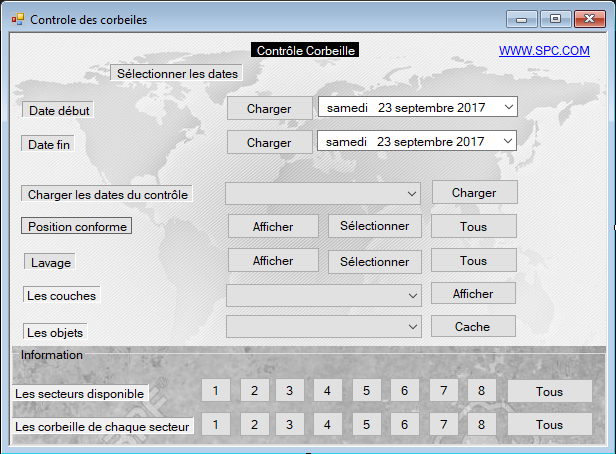 Controle des corbeiles
Contrôle Corbeille
WWW.SPC.COM
Sélectionner les dates
Date début Charger samedi 23 septembre 2017
Date fin Charger samedi 23 septembre 2017
Charger les dates du contrôle Charger
Position conforme Afficher Sélectionner Tous
Lavage Afficher Sélectionner Tous
Les couches Afficher
Les objets Cache
Information
Les secteurs disponible 1 2 3 4 5 6 7 8 Tous
Les corbeille de chaque secteur 1 2 3 4 5 6 7 8 Tous